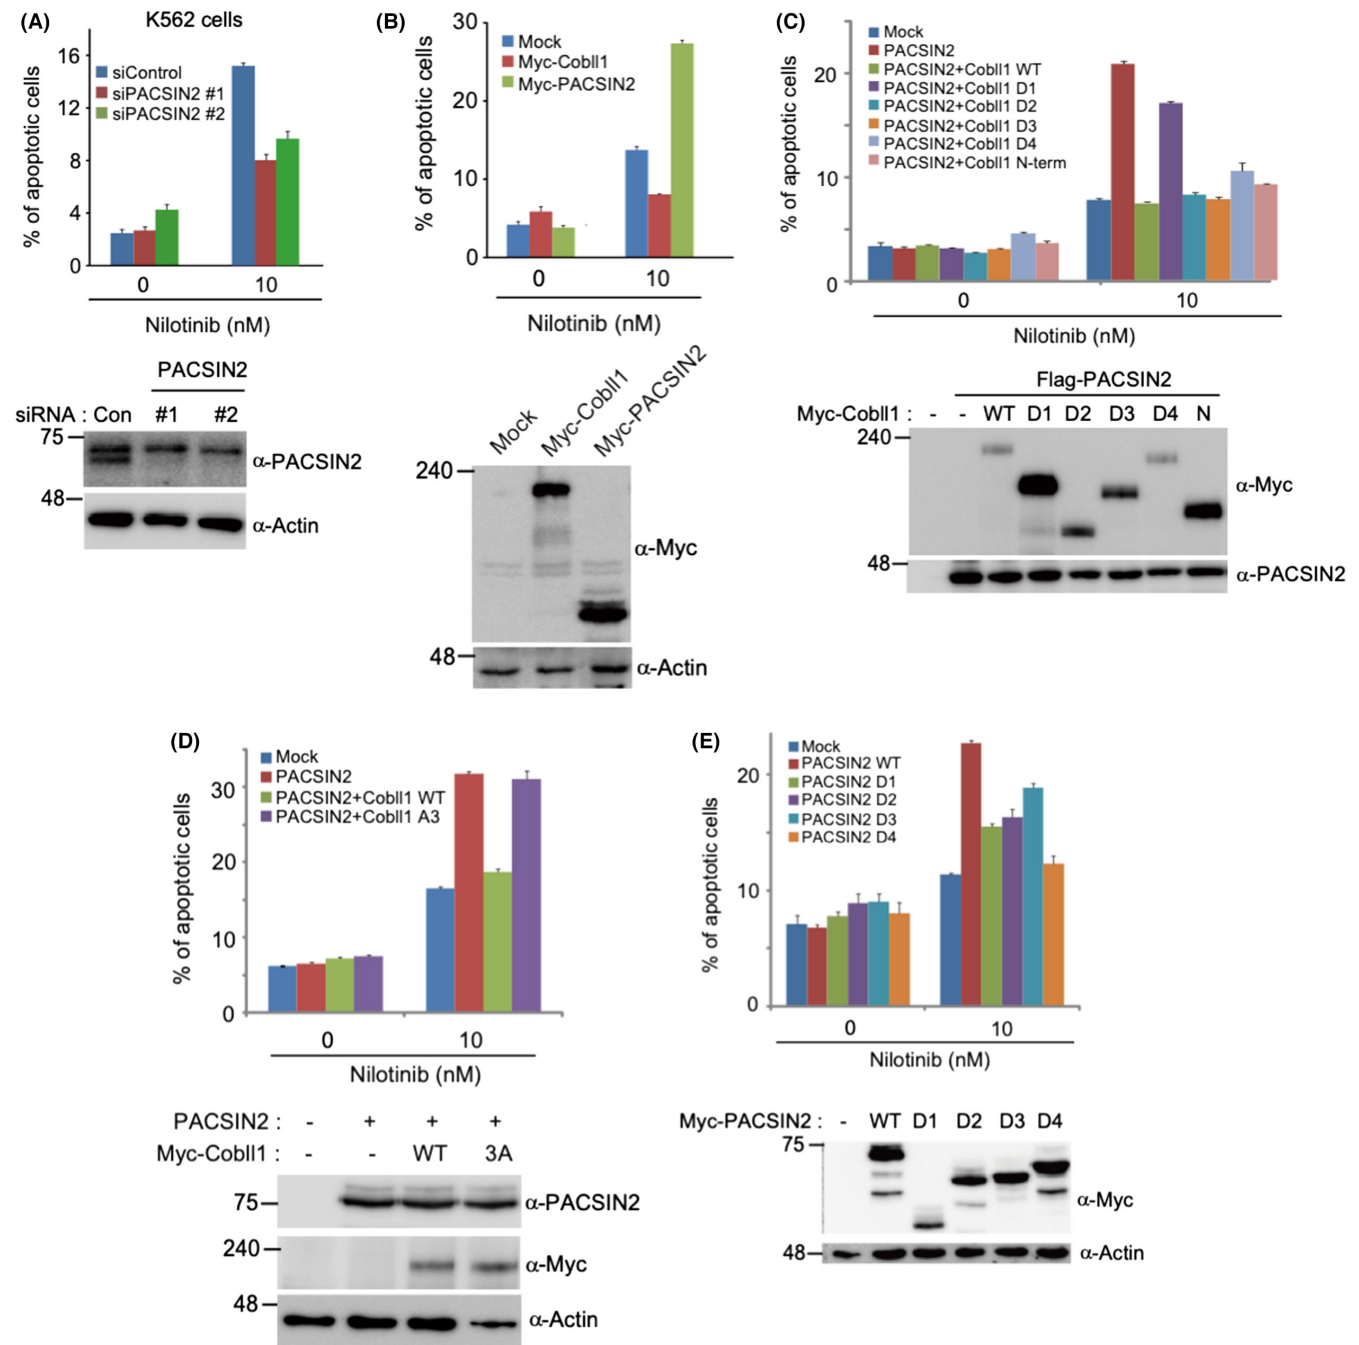 (A)
K562 cells
% of apoptotic cells
16
12
8
4
0
siControl
siPACSIN2 #1
siPACSIN2 #2
0 10
Nilotinib (nM)
PACSIN2
siRNA : Con #1 #2
75
α-PACSIN2
48
α-Actin
(B)
% of apoptotic cells
30
20
10
0
Mock
Myc-Cobll1
Myc-PACSIN2
0 10
Nilotinib (nM)
Mock
Myc-Cobll1
Myc-PACSIN2
240
α-Myc
48
α-Actin
(C)
% of apoptotic cells
20
10
0
Mock
PACSIN2
PACSIN2+Cobll1 WT
PACSIN2+Cobll1 D1
PACSIN2+Cobll1 D2
PACSIN2+Cobll1 D3
PACSIN2+Cobll1 D4
PACSIN2+Cobll1 N-term
0 10
Nilotinib (nM)
Flag-PACSIN2
Myc-Cobll1 : - - WT D1 D2 D3 D4 N
240
α-Myc
48
α-PACSIN2
(D)
% of apoptotic cells
30
20
10
0
Mock
PACSIN2
PACSIN2+Cobll1 WT
PACSIN2+Cobll1 A3
0 10
Nilotinib (nM)
PACSIN2 : - + + +
Myc-Cobll1 : - - WT 3A
75
α-PACSIN2
240
α-Myc
48
α-Actin
(E)
% of apoptotic cells
20
10
0
Mock
PACSIN2 WT
PACSIN2 D1
PACSIN2 D2
PACSIN2 D3
PACSIN2 D4
0 10
Nilotinib (nM)
Myc-PACSIN2 : - WT D1 D2 D3 D4
75
α-Myc
48
α-Actin